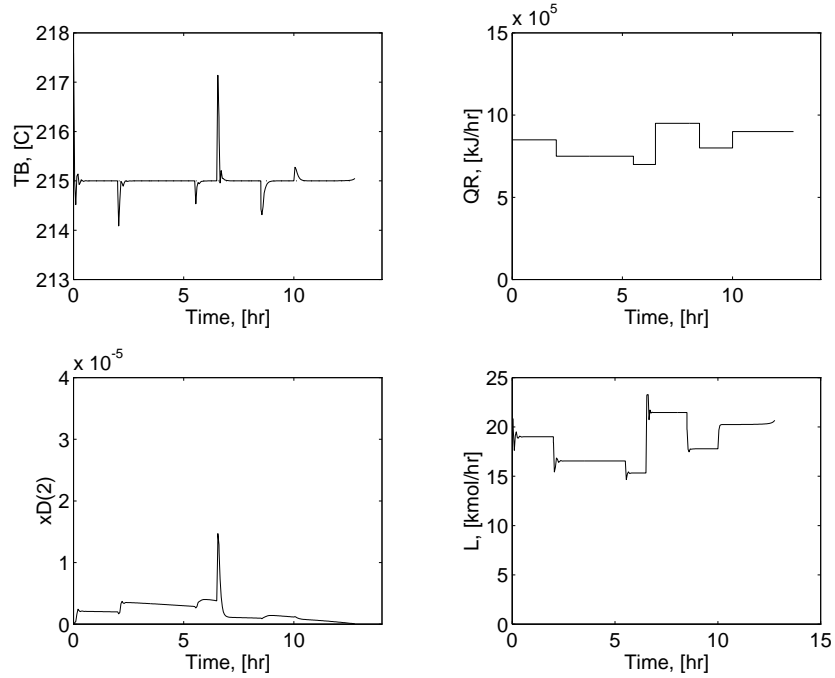 218
217
216
215
214
213
0 5 10
Time, [hr]
TB, [C]
x 10^5
15
10
5
0
0 5 10
Time, [hr]
QR, [kJ/hr]
x 10^-5
4
3
2
1
0
0 5 10
Time, [hr]
xD(2)
25
20
15
10
5
0
0 5 10 15
Time, [hr]
L, [kmol/hr]